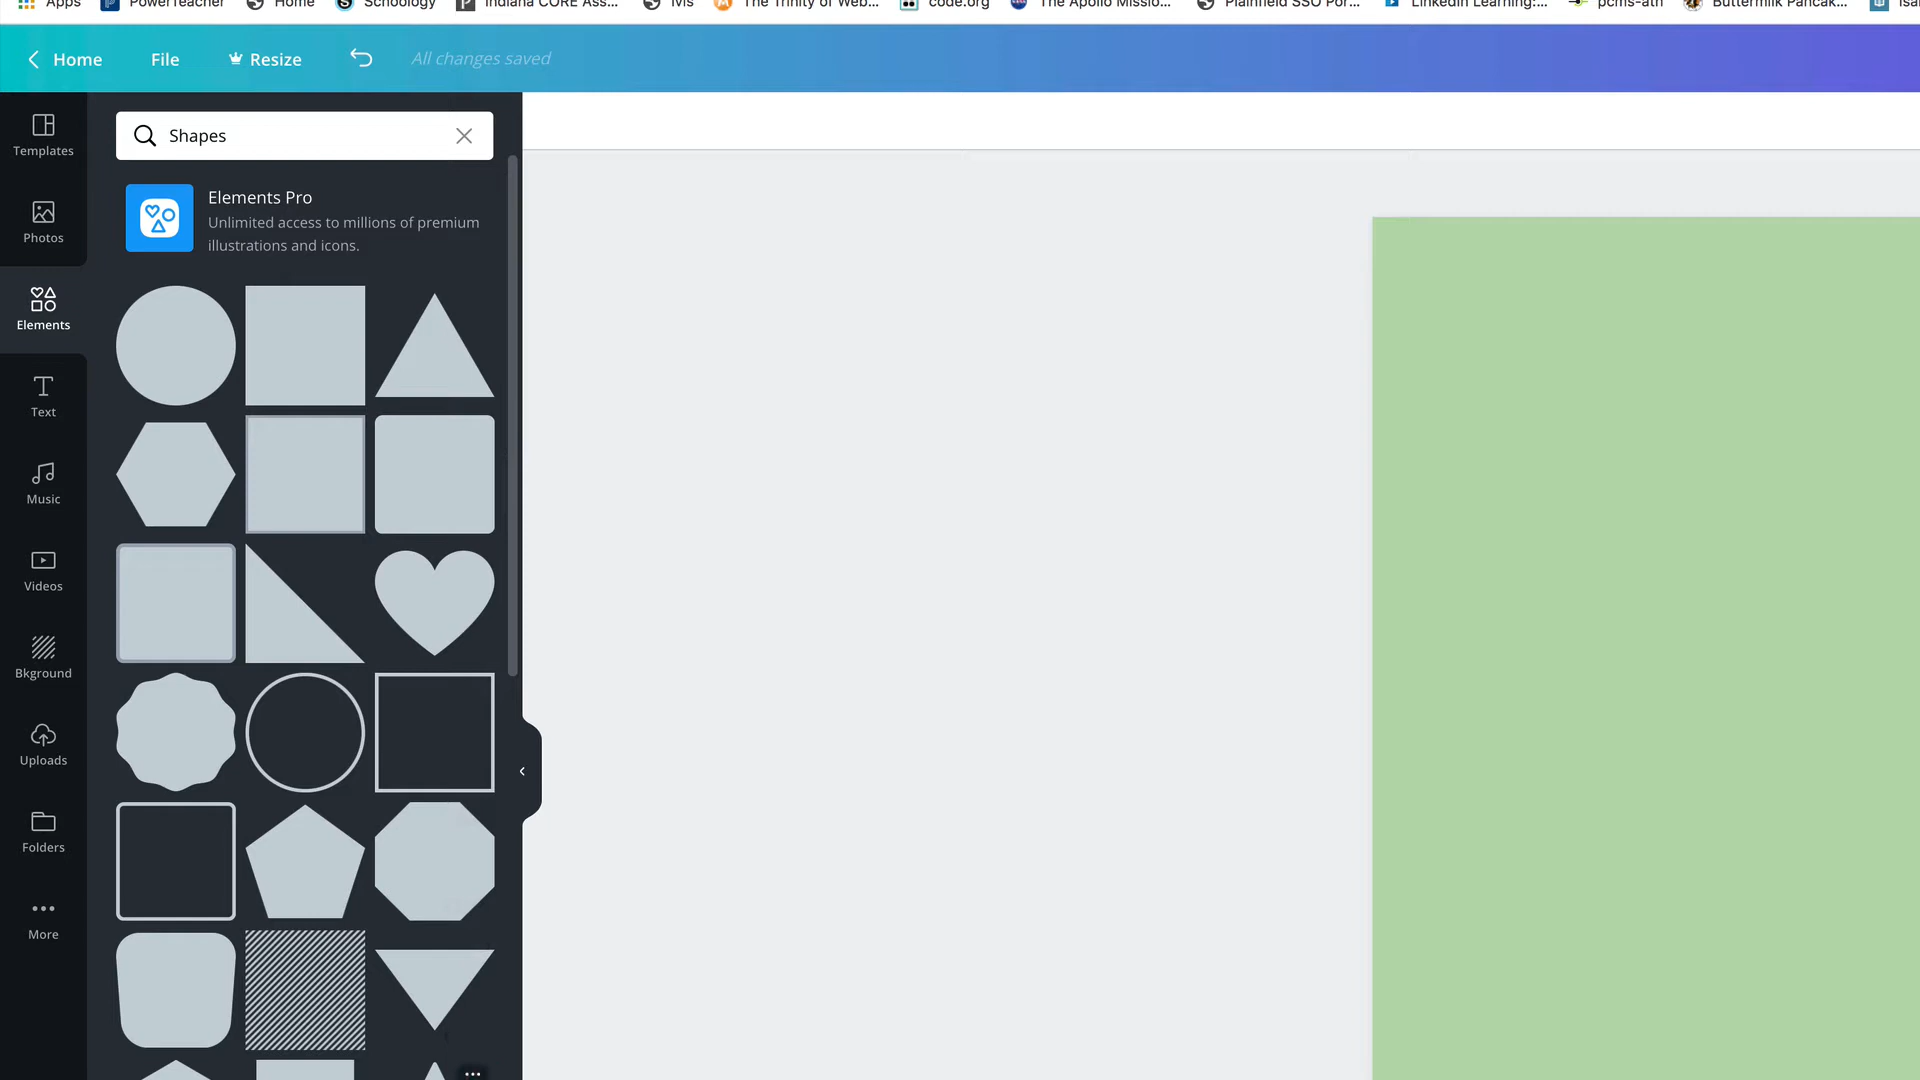 Apps PowerTeacher Home Schoology Indiana CORE Ass... Ivis The Trinity of Web... code.org The Apollo Missio... Plainfield SSO Por... LinkedIn Learning:... pcms-ath Buttermilk Pancak...
Home File Resize All changes saved
Templates
Photos
Elements
Text
Music
Videos
Bkground
Uploads
Folders
More
Shapes
Elements Pro
Unlimited access to millions of premium
illustrations and icons.